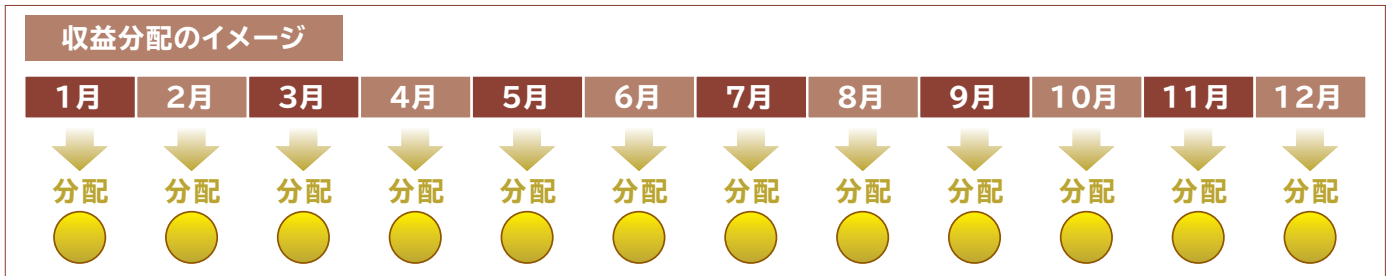 収益分配のイメージ
1月 2月 3月 4月 5月 6月 7月 8月 9月 10月 11月 12月
分配 分配 分配 分配 分配 分配 分配 分配 分配 分配 分配 分配